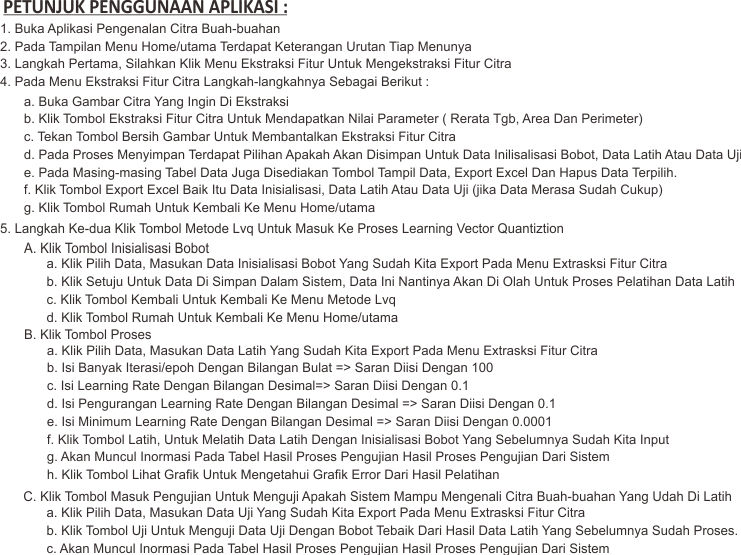 PETUNJUK PENGGUNAAN APLIKASI :
1. Buka Aplikasi Pengenalan Citra Buah-buahan
2. Pada Tampilan Menu Home/utama Terdapat Keterangan Urutan Tiap Menunya
3. Langkah Pertama, Silahkan Klik Menu Ekstraksi Fitur Untuk Mengekstraksi Fitur Citra
4. Pada Menu Ekstraksi Fitur Citra Langkah-langkahnya Sebagai Berikut :
a. Buka Gambar Citra Yang Ingin Di Ekstraksi
b. Klik Tombol Ekstraksi Fitur Citra Untuk Mendapatkan Nilai Parameter ( Rerata Tgb, Area Dan Perimeter)
c. Tekan Tombol Bersih Gambar Untuk Membantalkan Ekstraksi Fitur Citra
d. Pada Proses Menyimpan Terdapat Pilihan Apakah Akan Disimpan Untuk Data Inilisalisasi Bobot, Data Latih Atau Data Uji
e. Pada Masing-masing Tabel Data Juga Disediakan Tombol Tampil Data, Export Excel Dan Hapus Data Terpilih.
f. Klik Tombol Export Excel Baik Itu Data Inisialisasi, Data Latih Atau Data Uji (jika Data Merasa Sudah Cukup)
g. Klik Tombol Rumah Untuk Kembali Ke Menu Home/utama
5. Langkah Ke-dua Klik Tombol Metode Lvq Untuk Masuk Ke Proses Learning Vector Quantiztion
A. Klik Tombol Inisialisasi Bobot
a. Klik Pilih Data, Masukan Data Inisialisasi Bobot Yang Sudah Kita Export Pada Menu Extrasksi Fitur Citra
b. Klik Setuju Untuk Data Di Simpan Dalam Sistem, Data Ini Nantinya Akan Di Olah Untuk Proses Pelatihan Data Latih
c. Klik Tombol Kembali Untuk Kembali Ke Menu Metode Lvq
d. Klik Tombol Rumah Untuk Kembali Ke Menu Home/utama
B. Klik Tombol Proses
a. Klik Pilih Data, Masukan Data Latih Yang Sudah Kita Export Pada Menu Extrasksi Fitur Citra
b. Isi Banyak Iterasi/epoh Dengan Bilangan Bulat => Saran Diisi Dengan 100
c. Isi Learning Rate Dengan Bilangan Desimal=> Saran Diisi Dengan 0.1
d. Isi Pengurangan Learning Rate Dengan Bilangan Desimal => Saran Diisi Dengan 0.1
e. Isi Minimum Learning Rate Dengan Bilangan Desimal => Saran Diisi Dengan 0.0001
f. Klik Tombol Latih, Untuk Melatih Data Latih Dengan Inisialisasi Bobot Yang Sebelumnya Sudah Kita Input
g. Akan Muncul Inormasi Pada Tabel Hasil Proses Pengujian Hasil Proses Pengujian Dari Sistem
h. Klik Tombol Lihat Grafik Untuk Mengetahui Grafik Error Dari Hasil Pelatihan
C. Klik Tombol Masuk Pengujian Untuk Menguji Apakah Sistem Mampu Mengenali Citra Buah-buahan Yang Udah Di Latih
a. Klik Pilih Data, Masukan Data Uji Yang Sudah Kita Export Pada Menu Extrasksi Fitur Citra
b. Klik Tombol Uji Untuk Menguji Data Uji Dengan Bobot Tebaik Dari Hasil Data Latih Yang Sebelumnya Sudah Proses.
c. Akan Muncul Inormasi Pada Tabel Hasil Proses Pengujian Hasil Proses Pengujian Dari Sistem